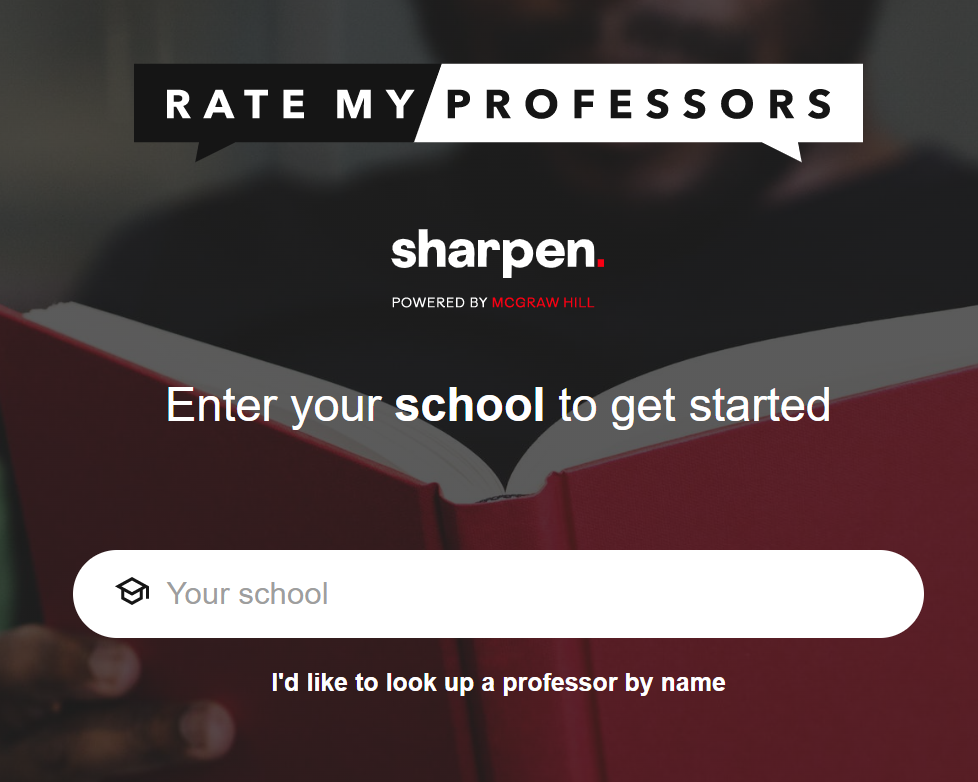 RATE MY PROFESSORS
sharpen.
POWERED BY MCGRAW HILL
Enter your school to get started
Your school
I'd like to look up a professor by name